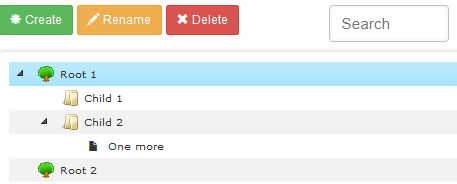 Create Rename Delete Search
Root 1
Child 1
Child 2
One more
Root 2